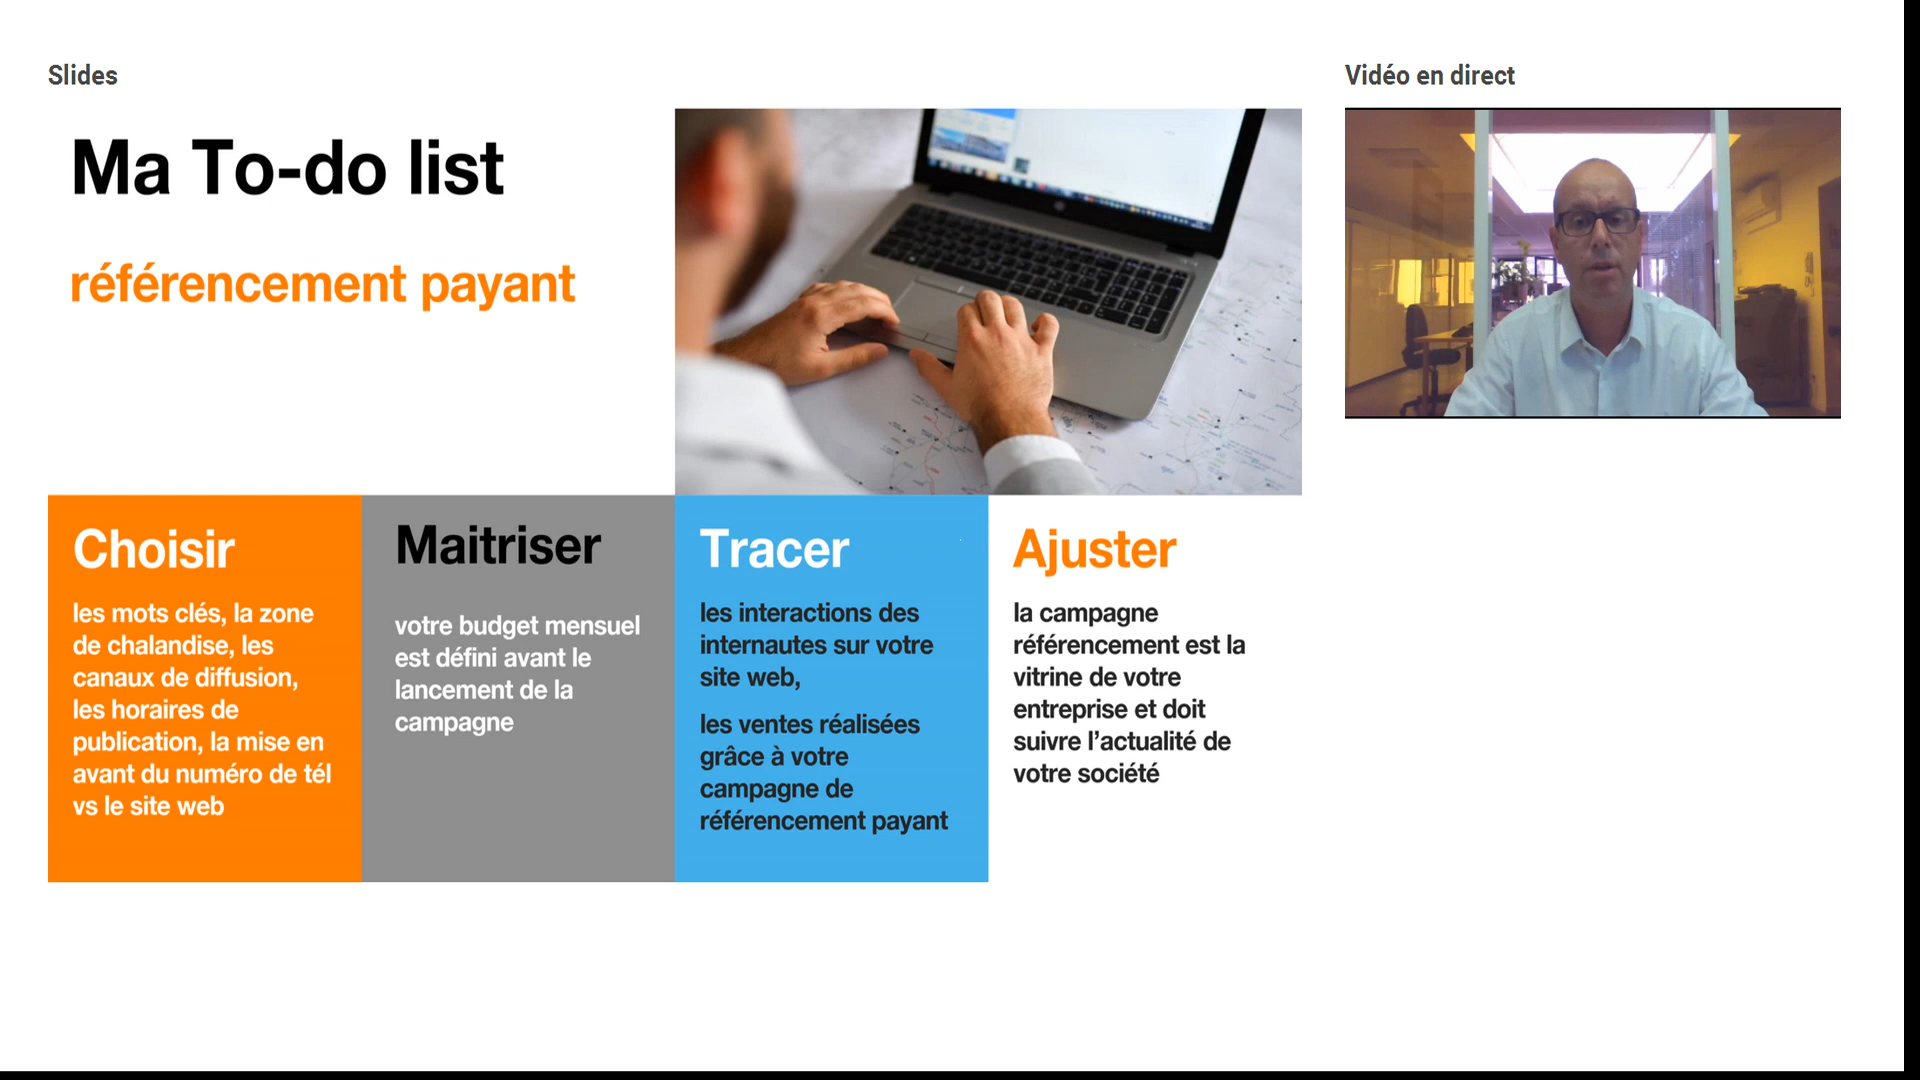 Slides
Vidéo en direct
Ma To-do list
référencement payant
Choisir
les mots clés, la zone
de chalandise, les
canaux de diffusion,
les horaires de
publication, la mise en
avant du numéro de tél
vs le site web
Maitriser
votre budget mensuel
est défini avant le
lancement de la
campagne
Tracer
les interactions des
internautes sur votre
site web,
les ventes réalisées
grâce à votre
campagne de
référencement payant
Ajuster
la campagne
référencement est la
vitrine de votre
entreprise et doit
suivre l’actualité de
votre société